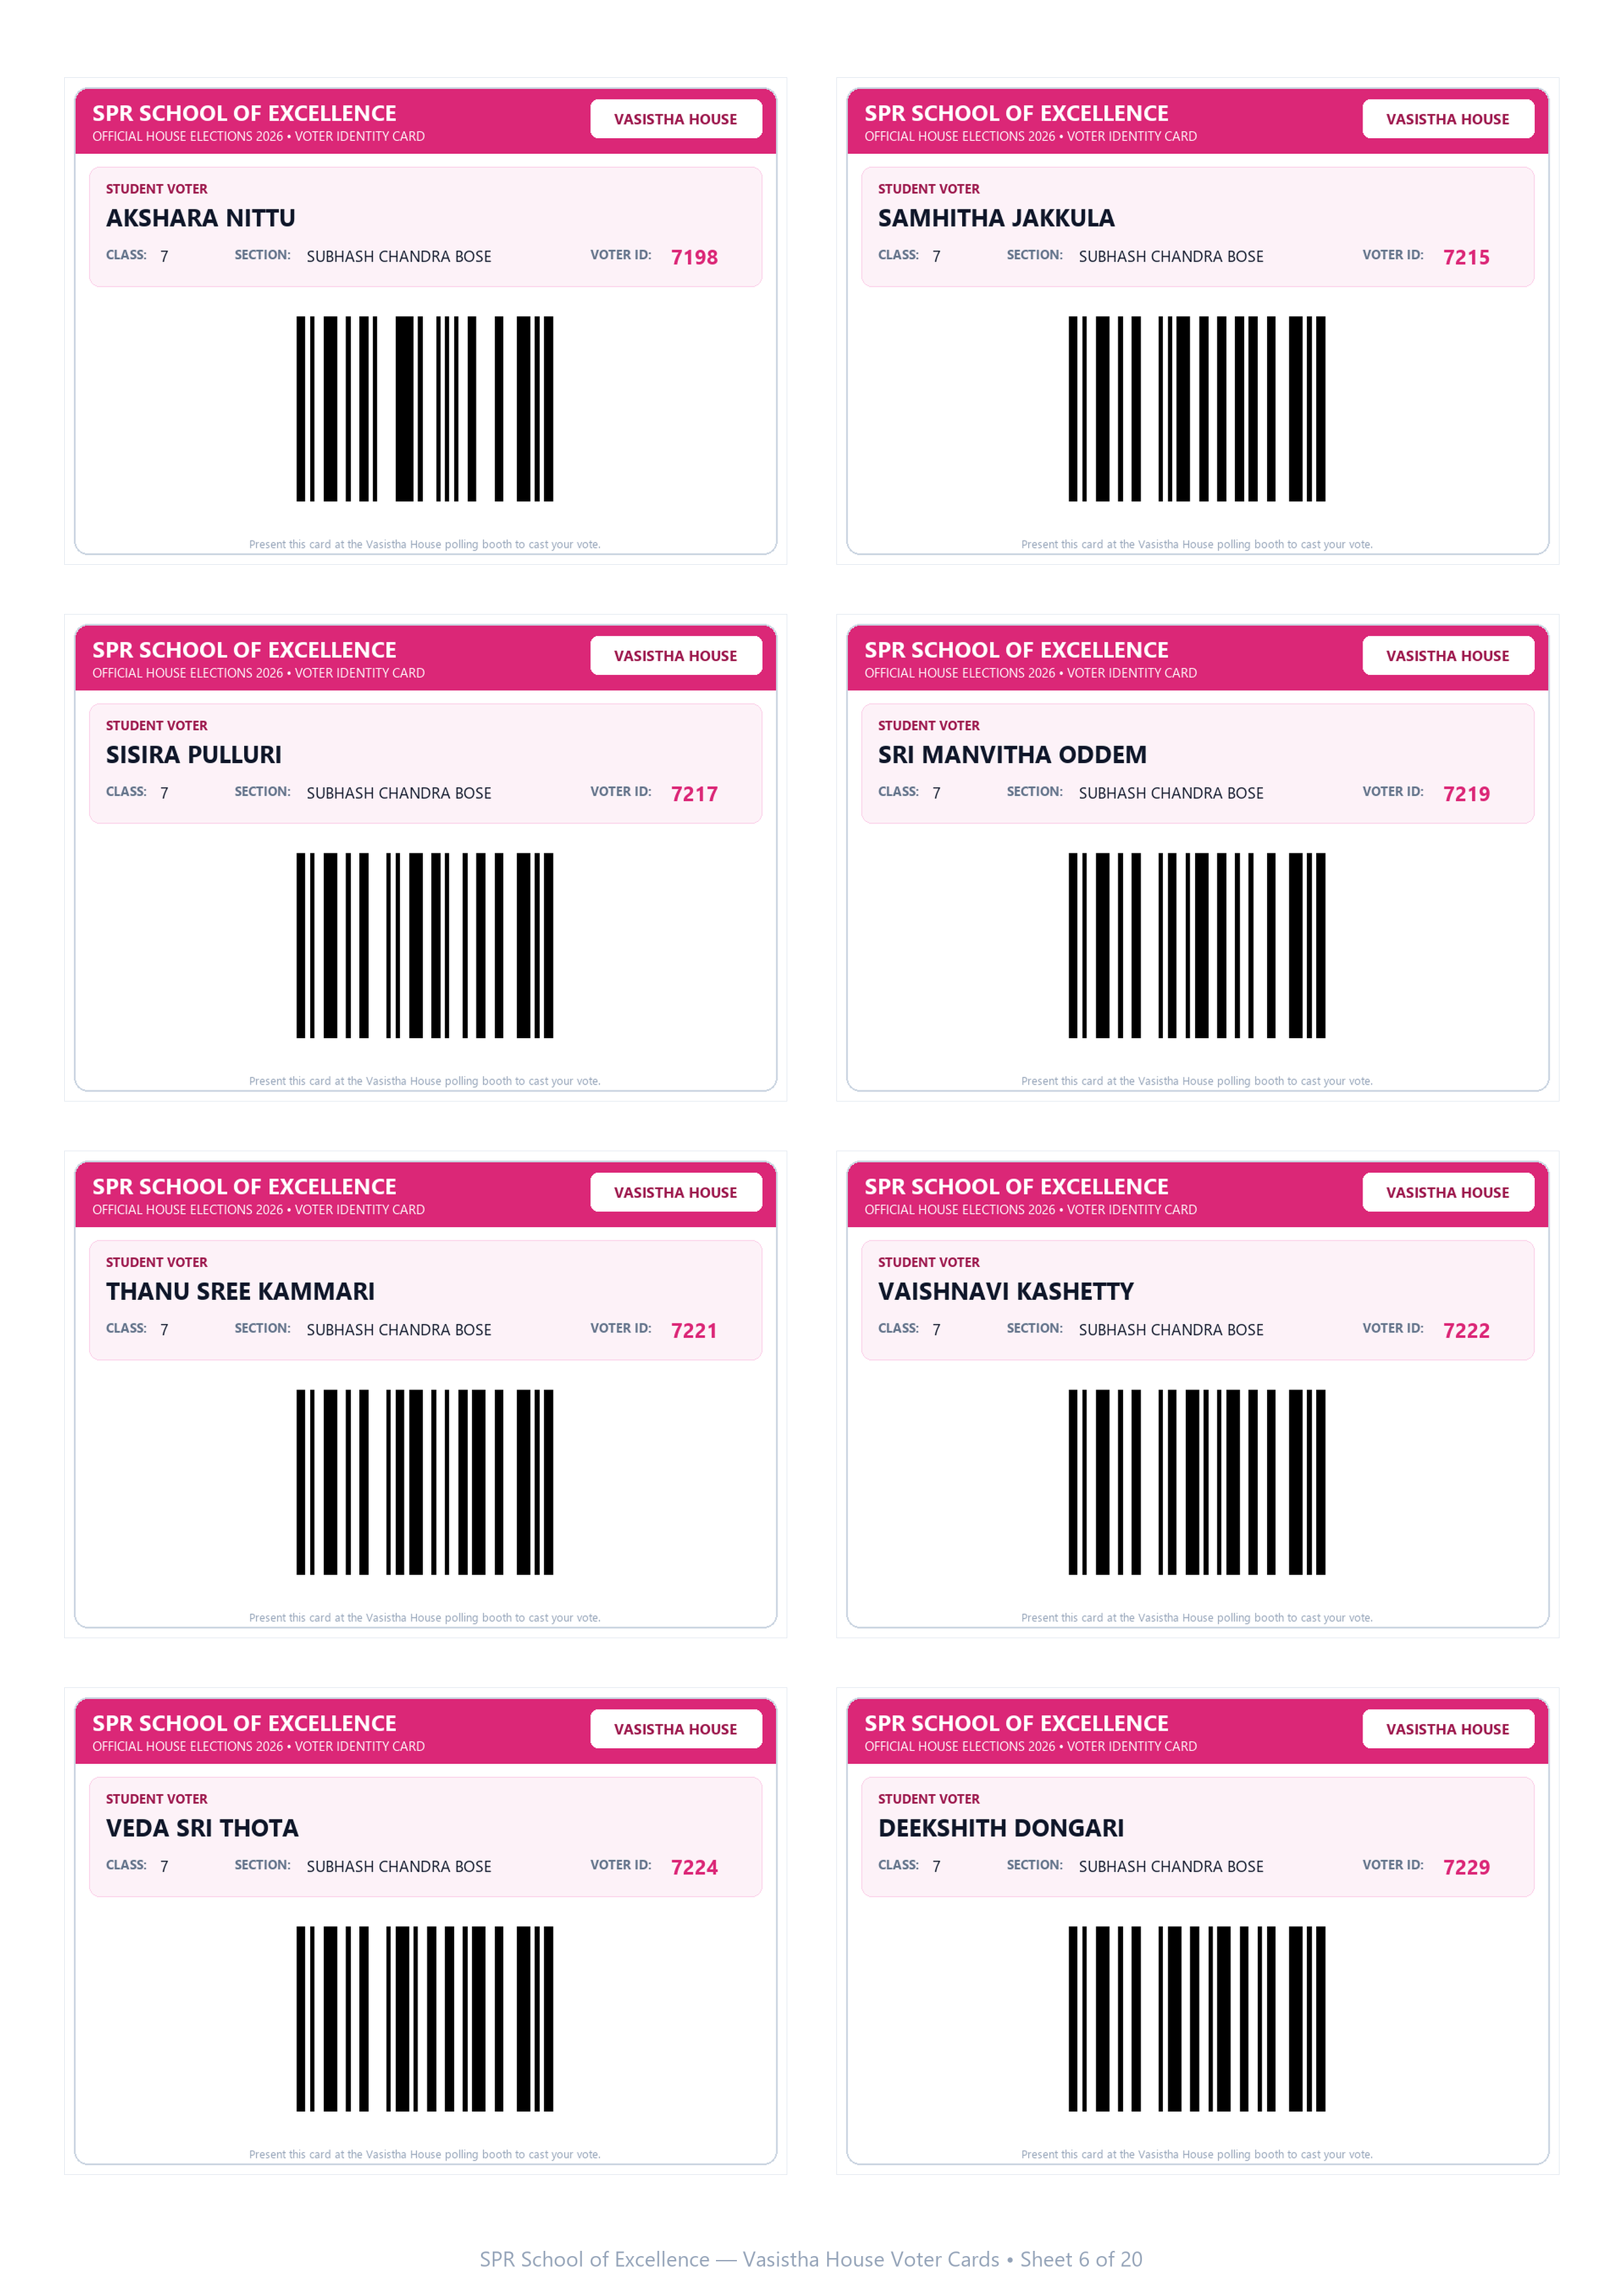 SPR SCHOOL OF EXCELLENCE
OFFICIAL HOUSE ELECTIONS 2026 • VOTER IDENTITY CARD
VASISTHA HOUSE
STUDENT VOTER
AKSHARA NITTU
CLASS: 7 SECTION: SUBHASH CHANDRA BOSE VOTER ID: 7198
Present this card at the Vasistha House polling booth to cast your vote.
SPR SCHOOL OF EXCELLENCE
OFFICIAL HOUSE ELECTIONS 2026 • VOTER IDENTITY CARD
VASISTHA HOUSE
STUDENT VOTER
SAMHITHA JAKKULA
CLASS: 7 SECTION: SUBHASH CHANDRA BOSE VOTER ID: 7215
Present this card at the Vasistha House polling booth to cast your vote.
SPR SCHOOL OF EXCELLENCE
OFFICIAL HOUSE ELECTIONS 2026 • VOTER IDENTITY CARD
VASISTHA HOUSE
STUDENT VOTER
SISIRA PULLURI
CLASS: 7 SECTION: SUBHASH CHANDRA BOSE VOTER ID: 7217
Present this card at the Vasistha House polling booth to cast your vote.
SPR SCHOOL OF EXCELLENCE
OFFICIAL HOUSE ELECTIONS 2026 • VOTER IDENTITY CARD
VASISTHA HOUSE
STUDENT VOTER
SRI MANVITHA ODDEM
CLASS: 7 SECTION: SUBHASH CHANDRA BOSE VOTER ID: 7219
Present this card at the Vasistha House polling booth to cast your vote.
SPR SCHOOL OF EXCELLENCE
OFFICIAL HOUSE ELECTIONS 2026 • VOTER IDENTITY CARD
VASISTHA HOUSE
STUDENT VOTER
THANU SREE KAMMARI
CLASS: 7 SECTION: SUBHASH CHANDRA BOSE VOTER ID: 7221
Present this card at the Vasistha House polling booth to cast your vote.
SPR SCHOOL OF EXCELLENCE
OFFICIAL HOUSE ELECTIONS 2026 • VOTER IDENTITY CARD
VASISTHA HOUSE
STUDENT VOTER
VAISHNAVI KASHETTY
CLASS: 7 SECTION: SUBHASH CHANDRA BOSE VOTER ID: 7222
Present this card at the Vasistha House polling booth to cast your vote.
SPR SCHOOL OF EXCELLENCE
OFFICIAL HOUSE ELECTIONS 2026 • VOTER IDENTITY CARD
VASISTHA HOUSE
STUDENT VOTER
VEDA SRI THOTA
CLASS: 7 SECTION: SUBHASH CHANDRA BOSE VOTER ID: 7224
Present this card at the Vasistha House polling booth to cast your vote.
SPR SCHOOL OF EXCELLENCE
OFFICIAL HOUSE ELECTIONS 2026 • VOTER IDENTITY CARD
VASISTHA HOUSE
STUDENT VOTER
DEEKSHITH DONGARI
CLASS: 7 SECTION: SUBHASH CHANDRA BOSE VOTER ID: 7229
Present this card at the Vasistha House polling booth to cast your vote.
SPR School of Excellence — Vasistha House Voter Cards • Sheet 6 of 20